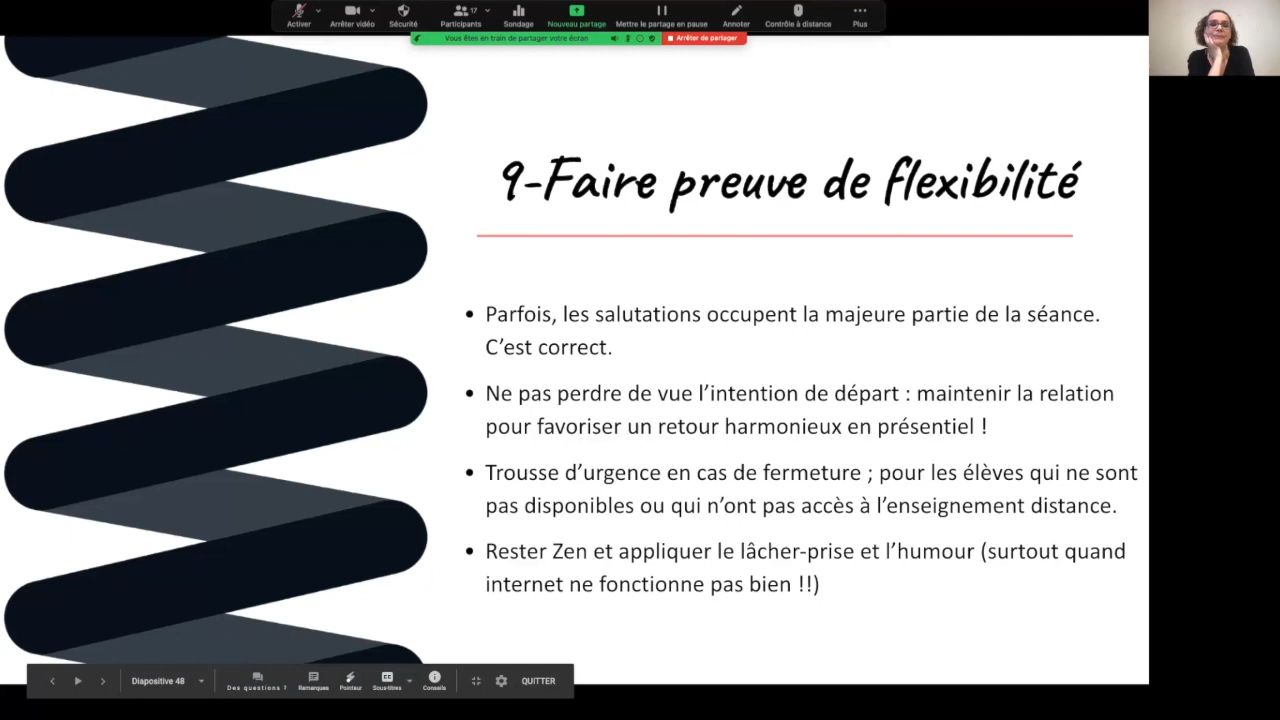 Activer
Arrêter vidéo
Sécurité
17
Participants
Sondage
Nouveau partage
Mettre le partage en pause
Annoter
Contrôle à distance
Plus
Vous êtes en train de partager votre écran
Arrêter de partager
9-Faire preuve de flexibilité
• Parfois, les salutations occupent la majeure partie de la séance.
C’est correct.
• Ne pas perdre de vue l’intention de départ : maintenir la relation
pour favoriser un retour harmonieux en présentiel !
• Trousse d’urgence en cas de fermeture ; pour les élèves qui ne sont
pas disponibles ou qui n’ont pas accès à l’enseignement distance.
• Rester Zen et appliquer le lâcher-prise et l’humour (surtout quand
internet ne fonctionne pas bien !!)
Diapositive 48
Des questions ?
Remarques
Pointeur
CC
Sous-titres
Conseils
QUITTER